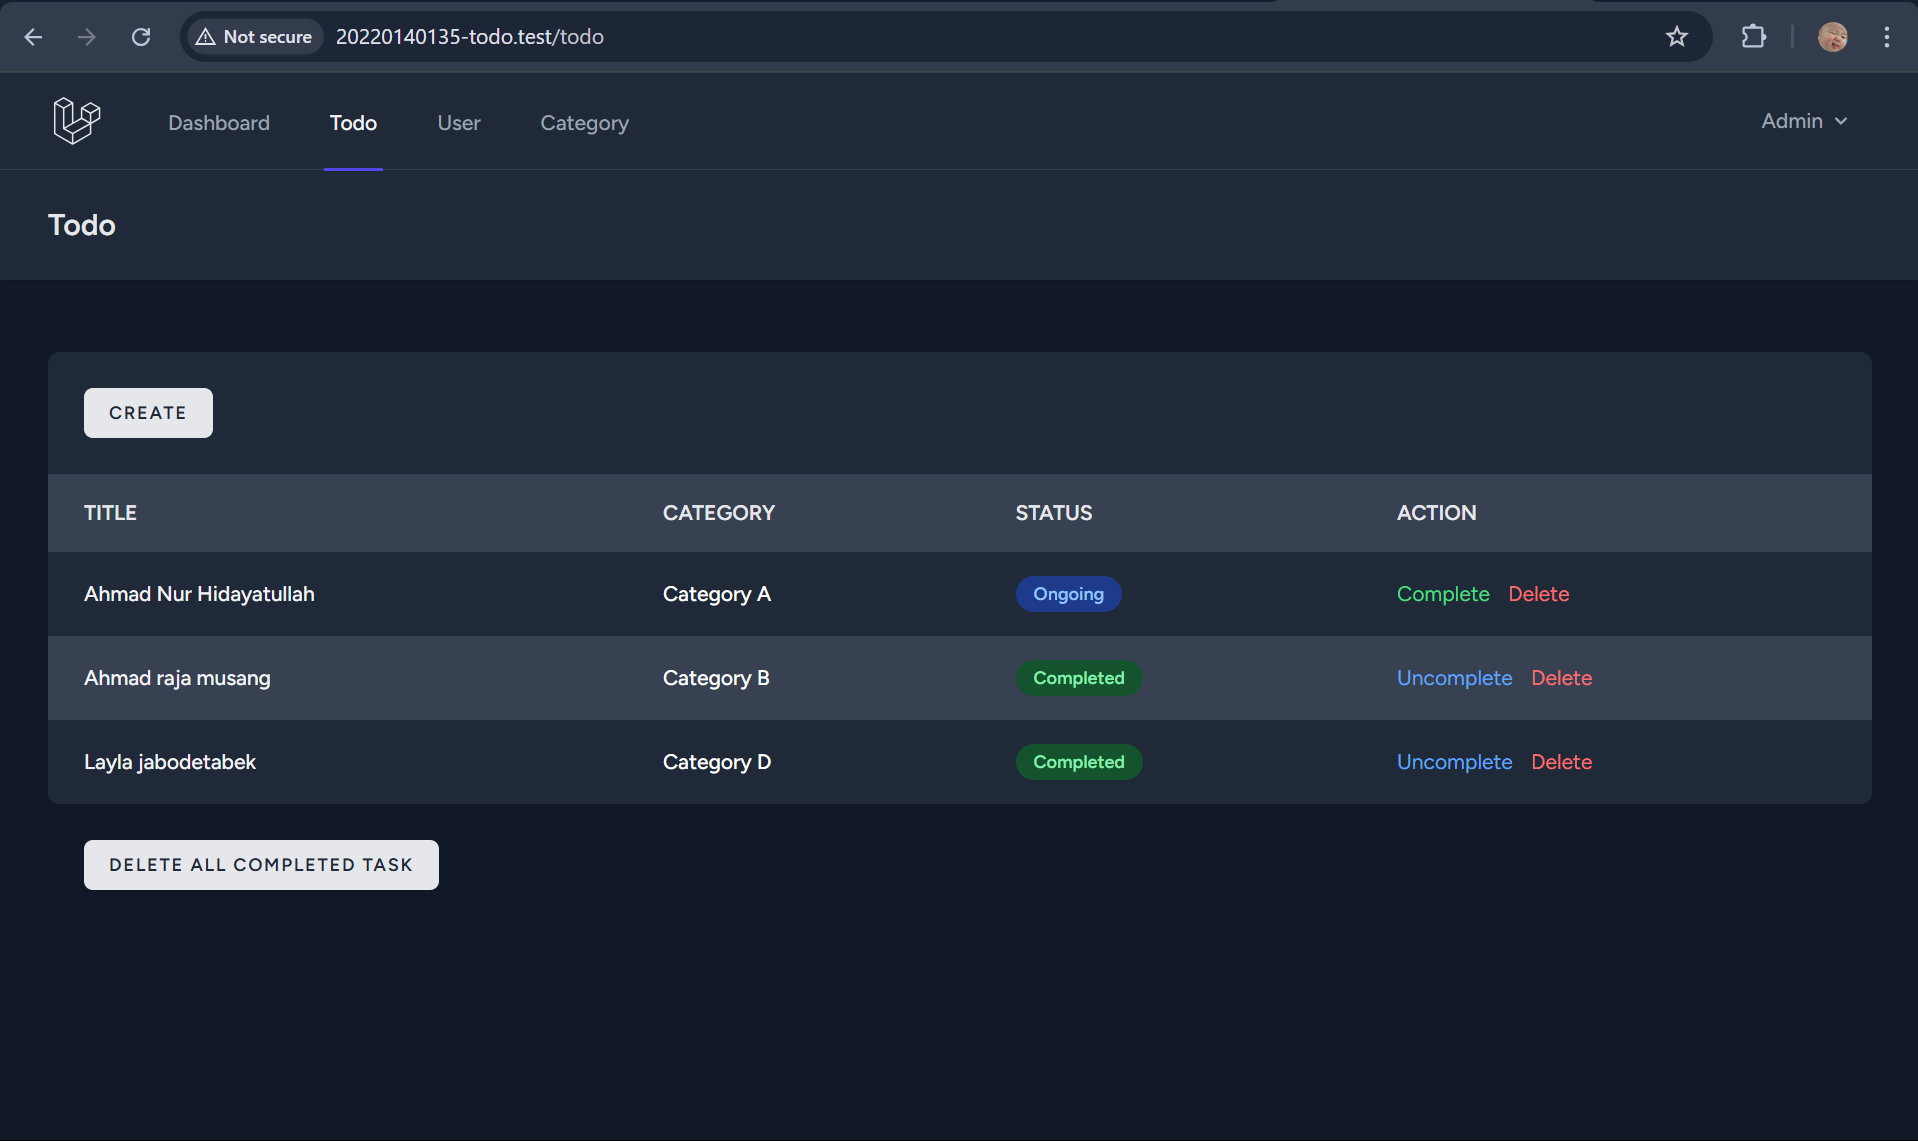 Not secure 20220140135-todo.test/todo
Dashboard Todo User Category Admin
Todo
CREATE
TITLE CATEGORY STATUS ACTION
Ahmad Nur Hidayatullah Category A Ongoing Complete Delete
Ahmad raja musang Category B Completed Uncomplete Delete
Layla jabodetabek Category D Completed Uncomplete Delete
DELETE ALL COMPLETED TASK